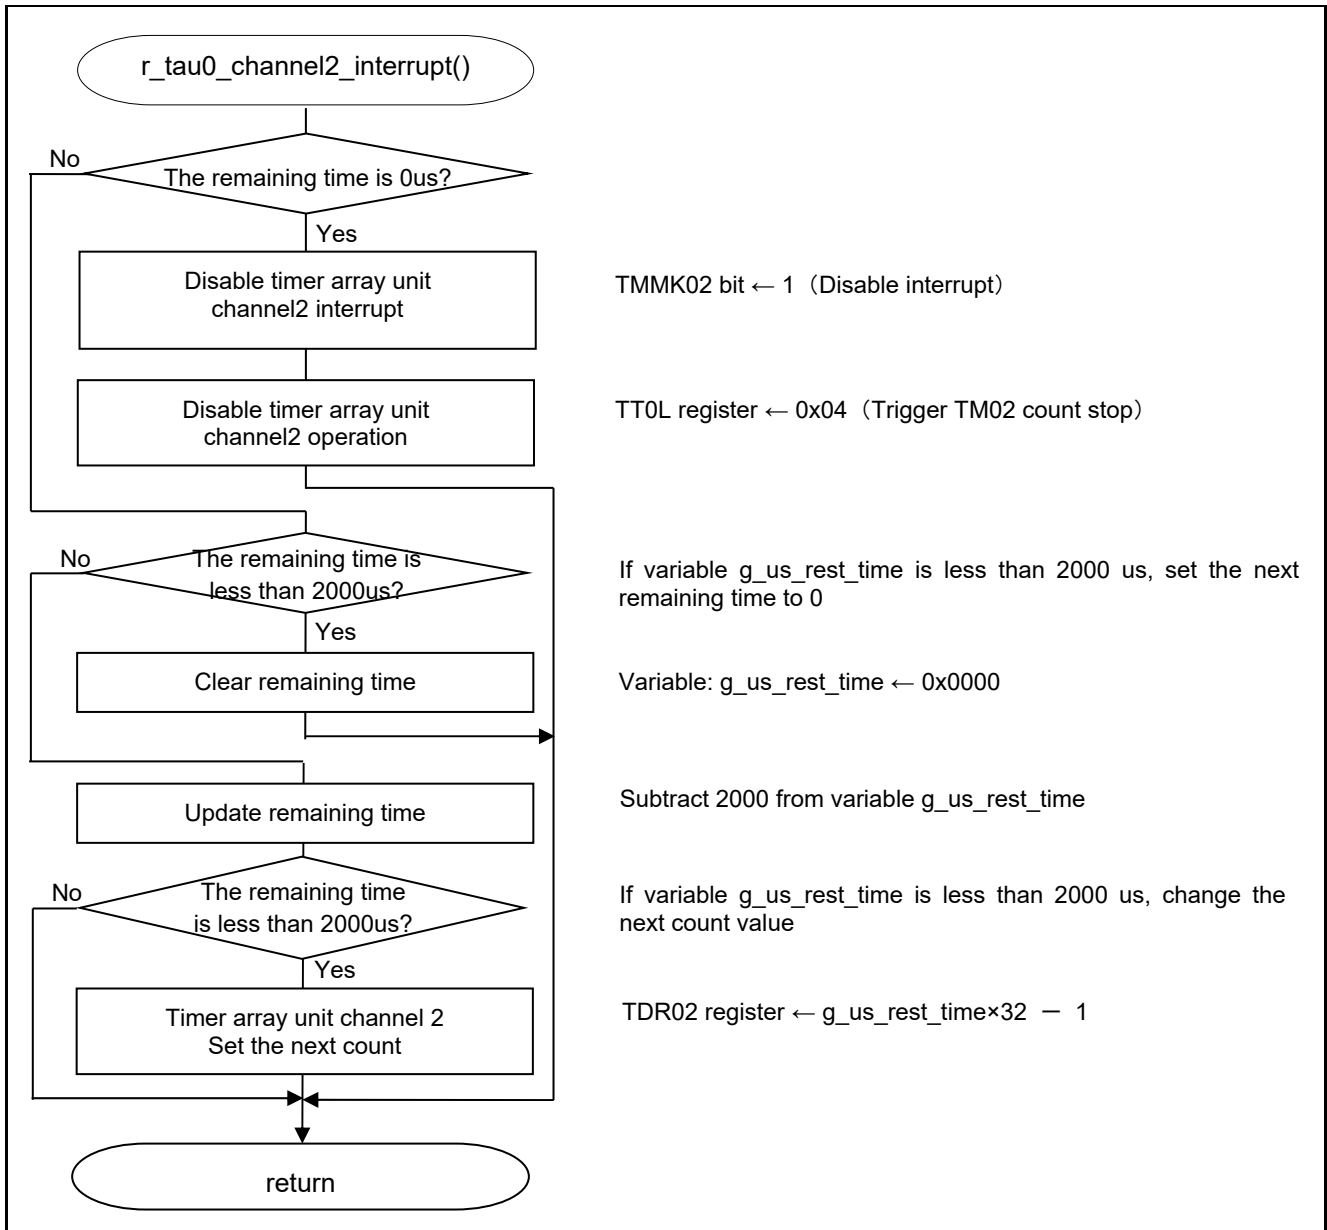 r_tau0_channel2_interrupt()
No
The remaining time is 0us?
Yes
Disable timer array unit
channel2 interrupt
TMMK02 bit ← 1（Disable interrupt）
Disable timer array unit
channel2 operation
TT0L register ← 0x04（Trigger TM02 count stop）
No
The remaining time is
less than 2000us?
If variable g_us_rest_time is less than 2000 us, set the next
remaining time to 0
Yes
Clear remaining time
Variable: g_us_rest_time ← 0x0000
Update remaining time
Subtract 2000 from variable g_us_rest_time
No
The remaining time
is less than 2000us?
If variable g_us_rest_time is less than 2000 us, change the
next count value
Yes
Timer array unit channel 2
Set the next count
TDR02 register ← g_us_rest_time×32 － 1
return